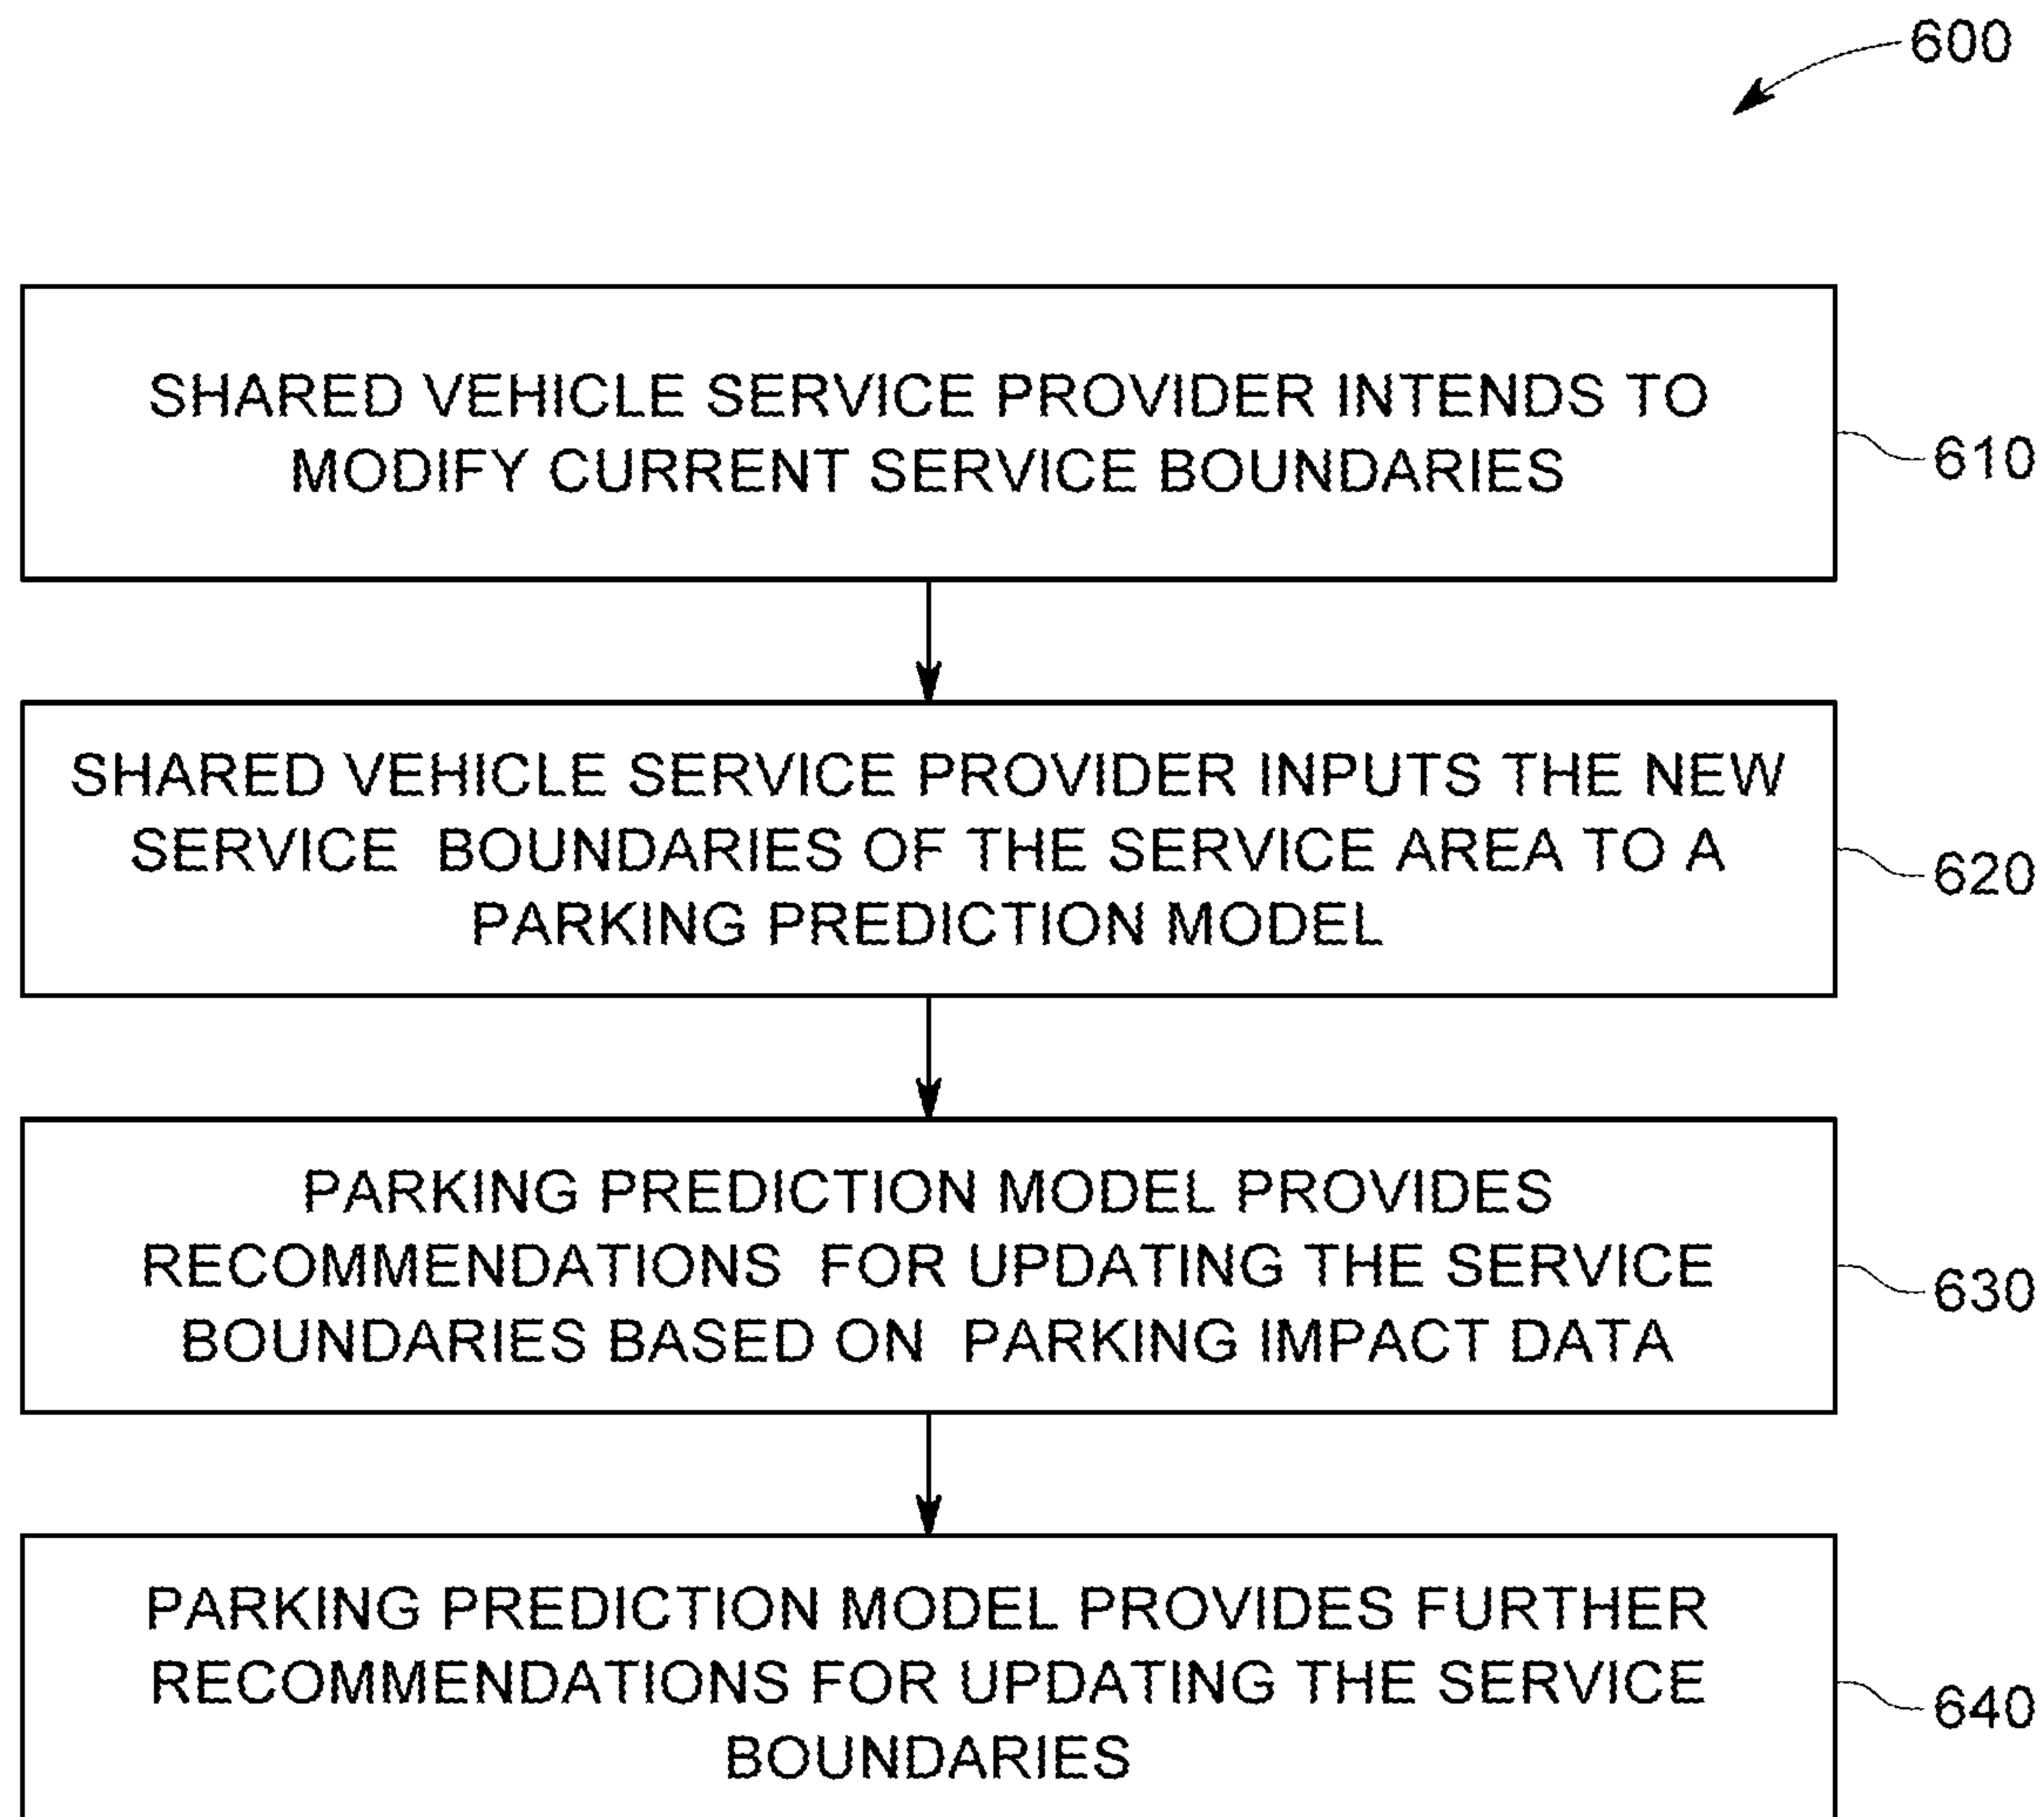 600
SHARED VEHICLE SERVICE PROVIDER INTENDS TO
MODIFY CURRENT SERVICE BOUNDARIES
610
SHARED VEHICLE SERVICE PROVIDER INPUTS THE NEW
SERVICE BOUNDARIES OF THE SERVICE AREA TO A
PARKING PREDICTION MODEL
620
PARKING PREDICTION MODEL PROVIDES
RECOMMENDATIONS FOR UPDATING THE SERVICE
BOUNDARIES BASED ON PARKING IMPACT DATA
630
PARKING PREDICTION MODEL PROVIDES FURTHER
RECOMMENDATIONS FOR UPDATING THE SERVICE
BOUNDARIES
640